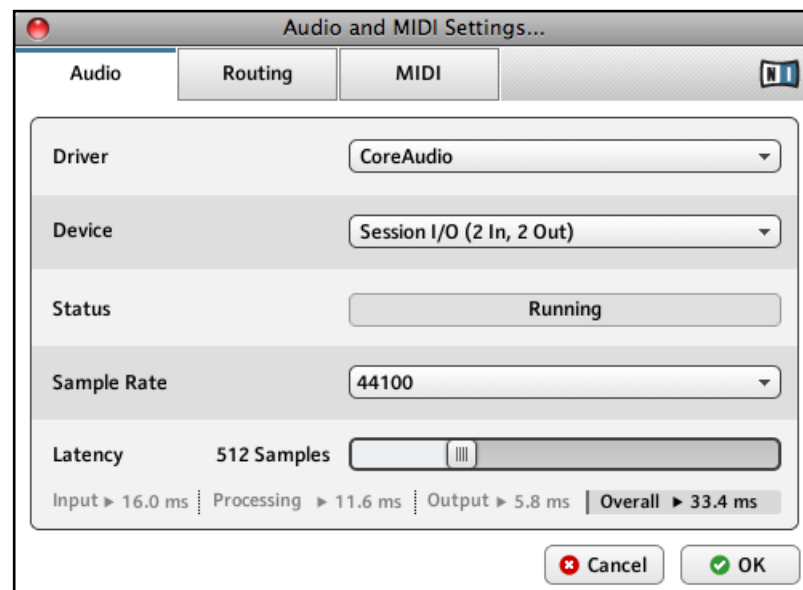 Audio and MIDI Settings...
Audio Routing MIDI NI
Driver CoreAudio
Device Session I/O (2 In, 2 Out)
Status Running
Sample Rate 44100
Latency 512 Samples
Input ▸ 16.0 ms Processing ▸ 11.6 ms Output ▸ 5.8 ms Overall ▸ 33.4 ms
Cancel OK